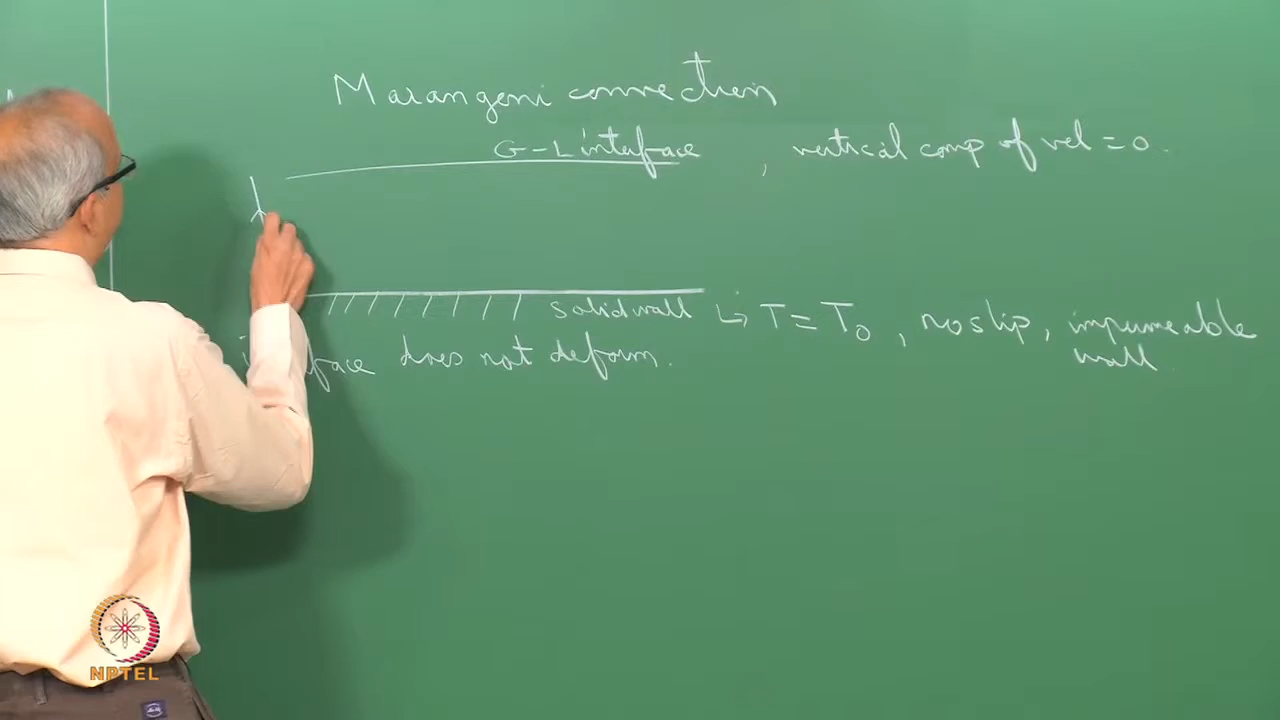 Marangoni convection
G-L interface, vertical comp of vel = 0.
solid wall ↳ T = T₀, no slip, impermeable
wall
face does not deform.
NPTEL